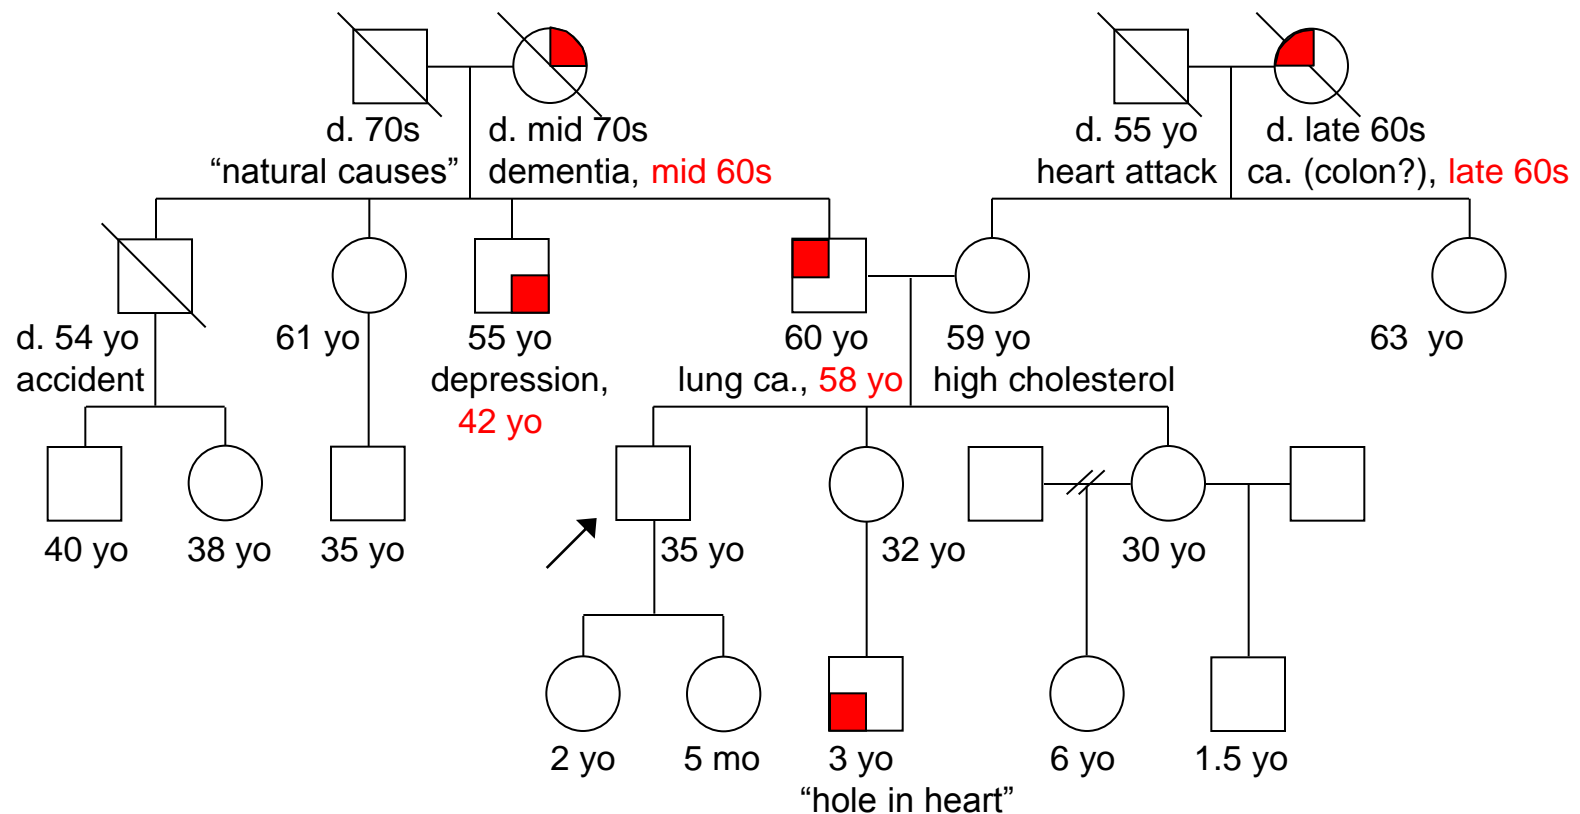 d. 70s
“natural causes”
d. mid 70s
dementia, mid 60s
d. 55 yo
heart attack
d. late 60s
ca. (colon?), late 60s
d. 54 yo
accident
61 yo
55 yo
depression,
42 yo
60 yo
lung ca., 58 yo
59 yo
high cholesterol
63 yo
40 yo
38 yo
35 yo
35 yo
32 yo
30 yo
2 yo
5 mo
3 yo
“hole in heart”
6 yo
1.5 yo